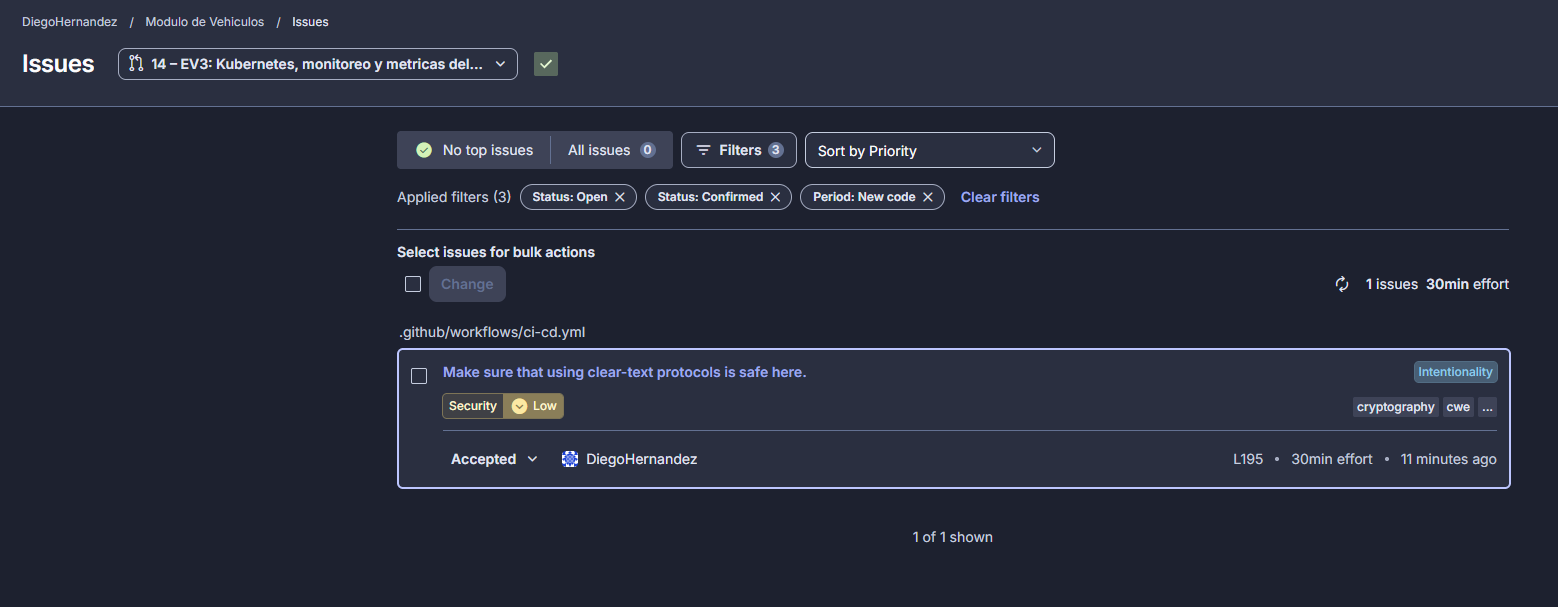 DiegoHernandez / Modulo de Vehiculos / Issues
Issues
14 – EV3: Kubernetes, monitoreo y metricas del...
No top issues
All issues 0
Filters 3
Sort by Priority
Applied filters (3)
Status: Open
Status: Confirmed
Period: New code
Clear filters
Select issues for bulk actions
Change
1 issues 30min effort
.github/workflows/ci-cd.yml
Make sure that using clear-text protocols is safe here.
Intentionality
Security Low
cryptography cwe ...
Accepted
DiegoHernandez
L195 • 30min effort • 11 minutes ago
1 of 1 shown